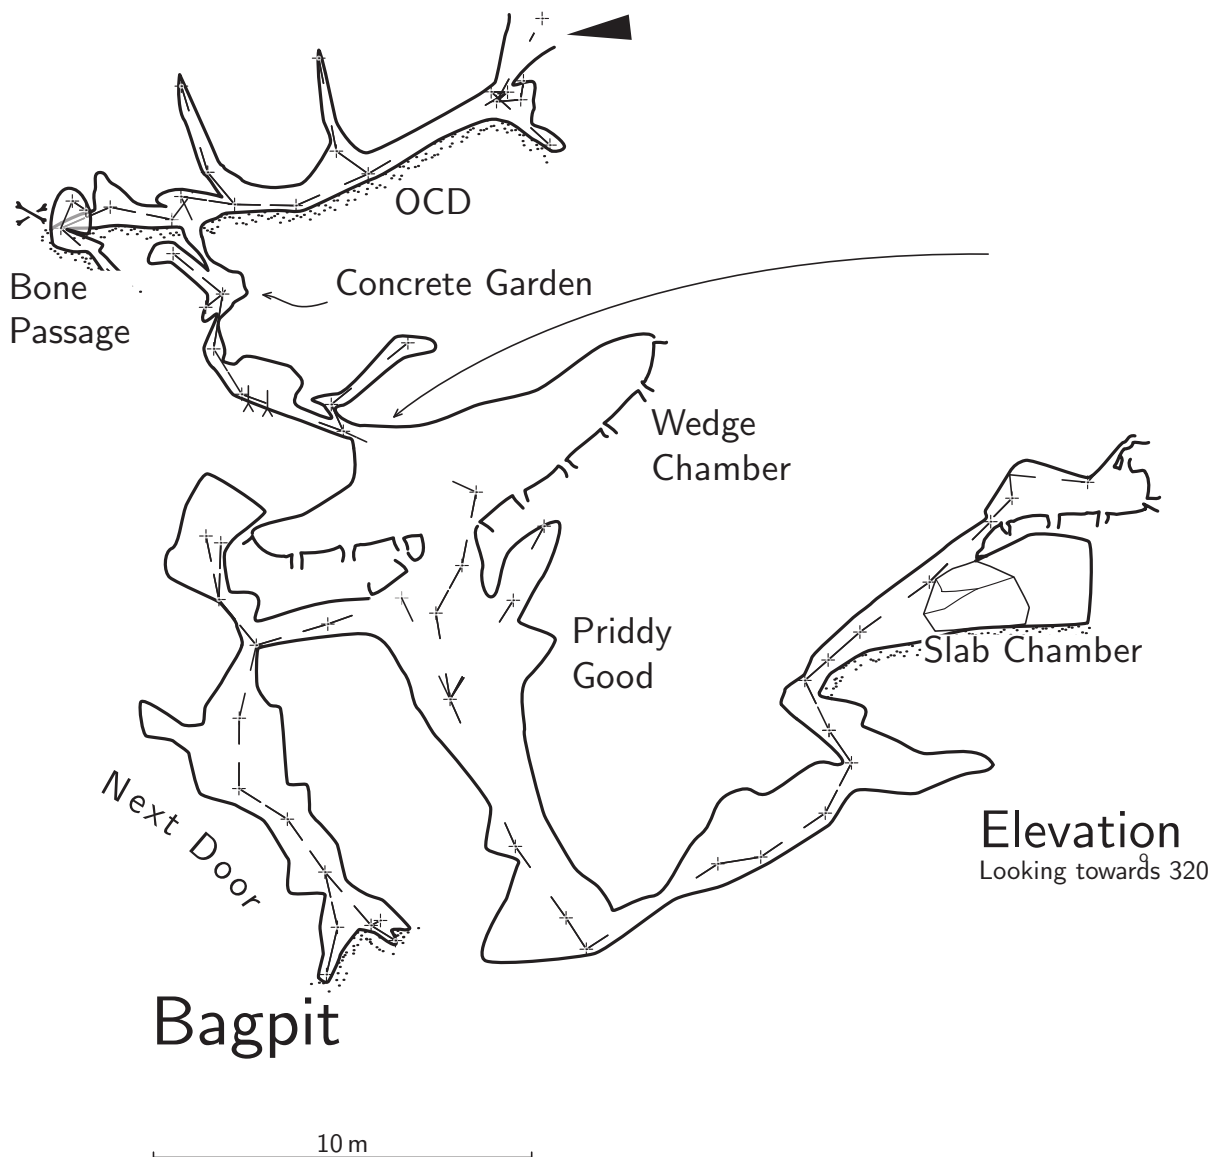 OCD
Bone
Passage
Concrete Garden
Wedge
Chamber
Priddy
Good
Slab Chamber
Next Door
Elevation
Looking towards 320°
Bagpit
10 m